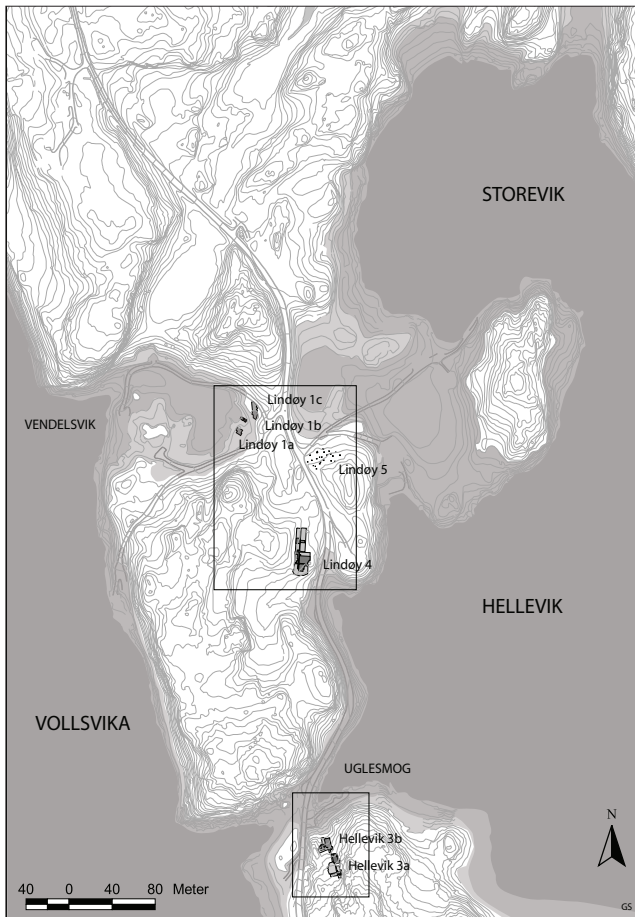 STOREVIK
Lindøy 1c
VENDELSVIK
Lindøy 1b
Lindøy 1a
Lindøy 5
Lindøy 4
HELLEVIK
VOLLSVIKA
UGLESMOG
N
Hellevik 3b
Hellevik 3a
40 0 40 80 Meter
GS